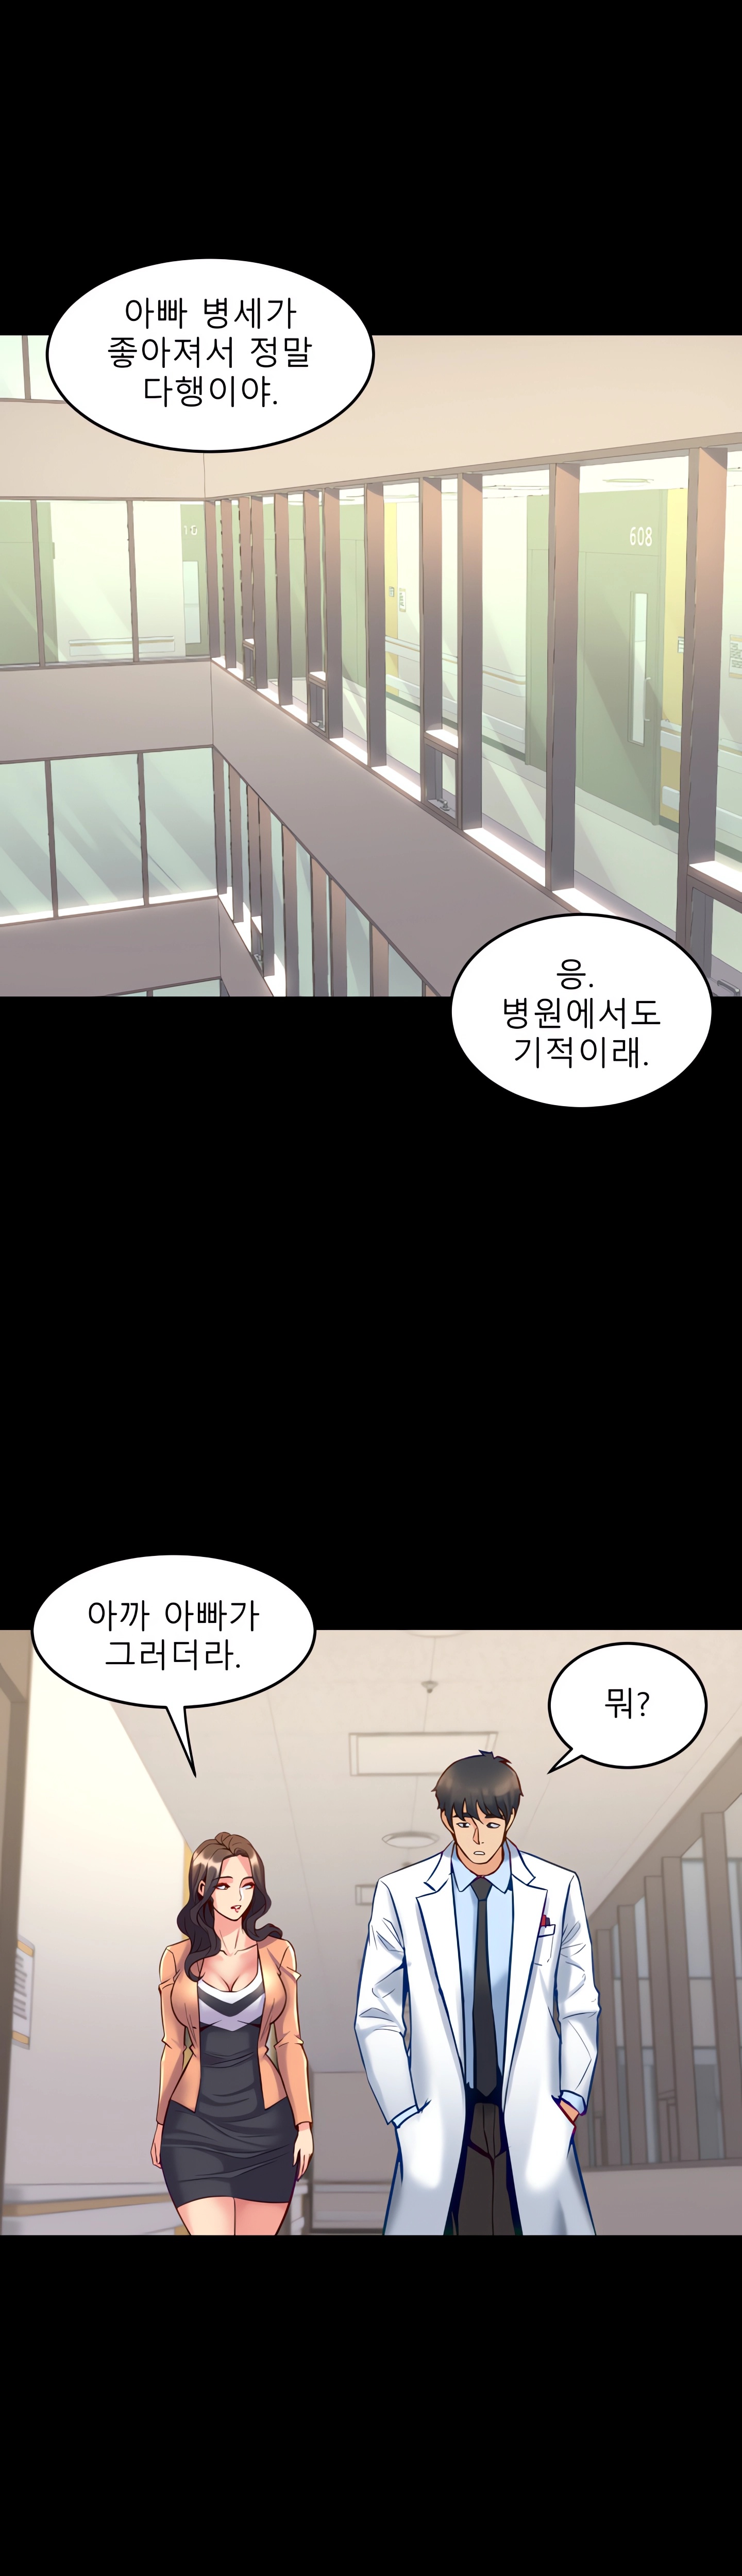 아빠 병세가
좋아져서 정말
다행이야.
608
응.
병원에서도
기적이래.
아까 아빠가
그러더라.
뭐?